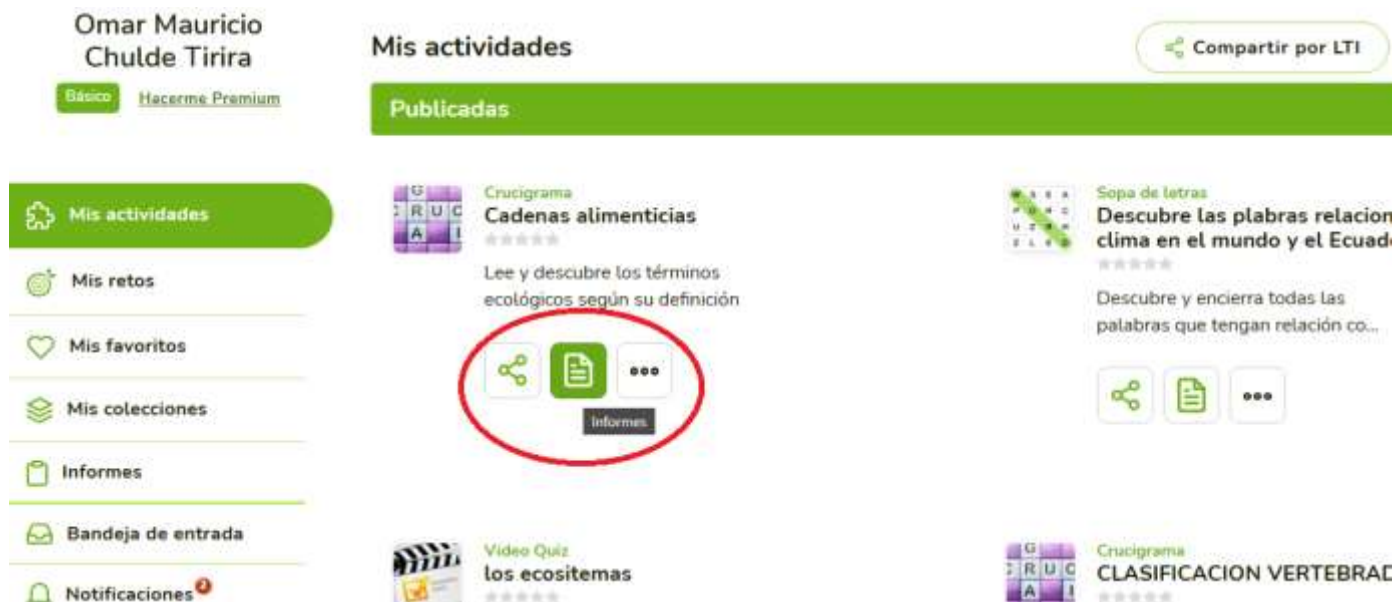 Omar Mauricio
Chulde Tirira
Básico Hacerme Premium
Mis actividades
Mis retos
Mis favoritos
Mis colecciones
Informes
Bandeja de entrada
Notificaciones
Mis actividades
Compartir por LTI
Publicadas
Crucigrama
Cadenas alimenticias
Lee y descubre los términos
ecológicos según su definición
Informes
Sopa de letras
Descubre las plabras relacion
clima en el mundo y el Ecuad
Descubre y encierra todas las
palabras que tengan relación co...
Video Quiz
los ecositemas
Crucigrama
CLASIFICACION VERTEBRAD